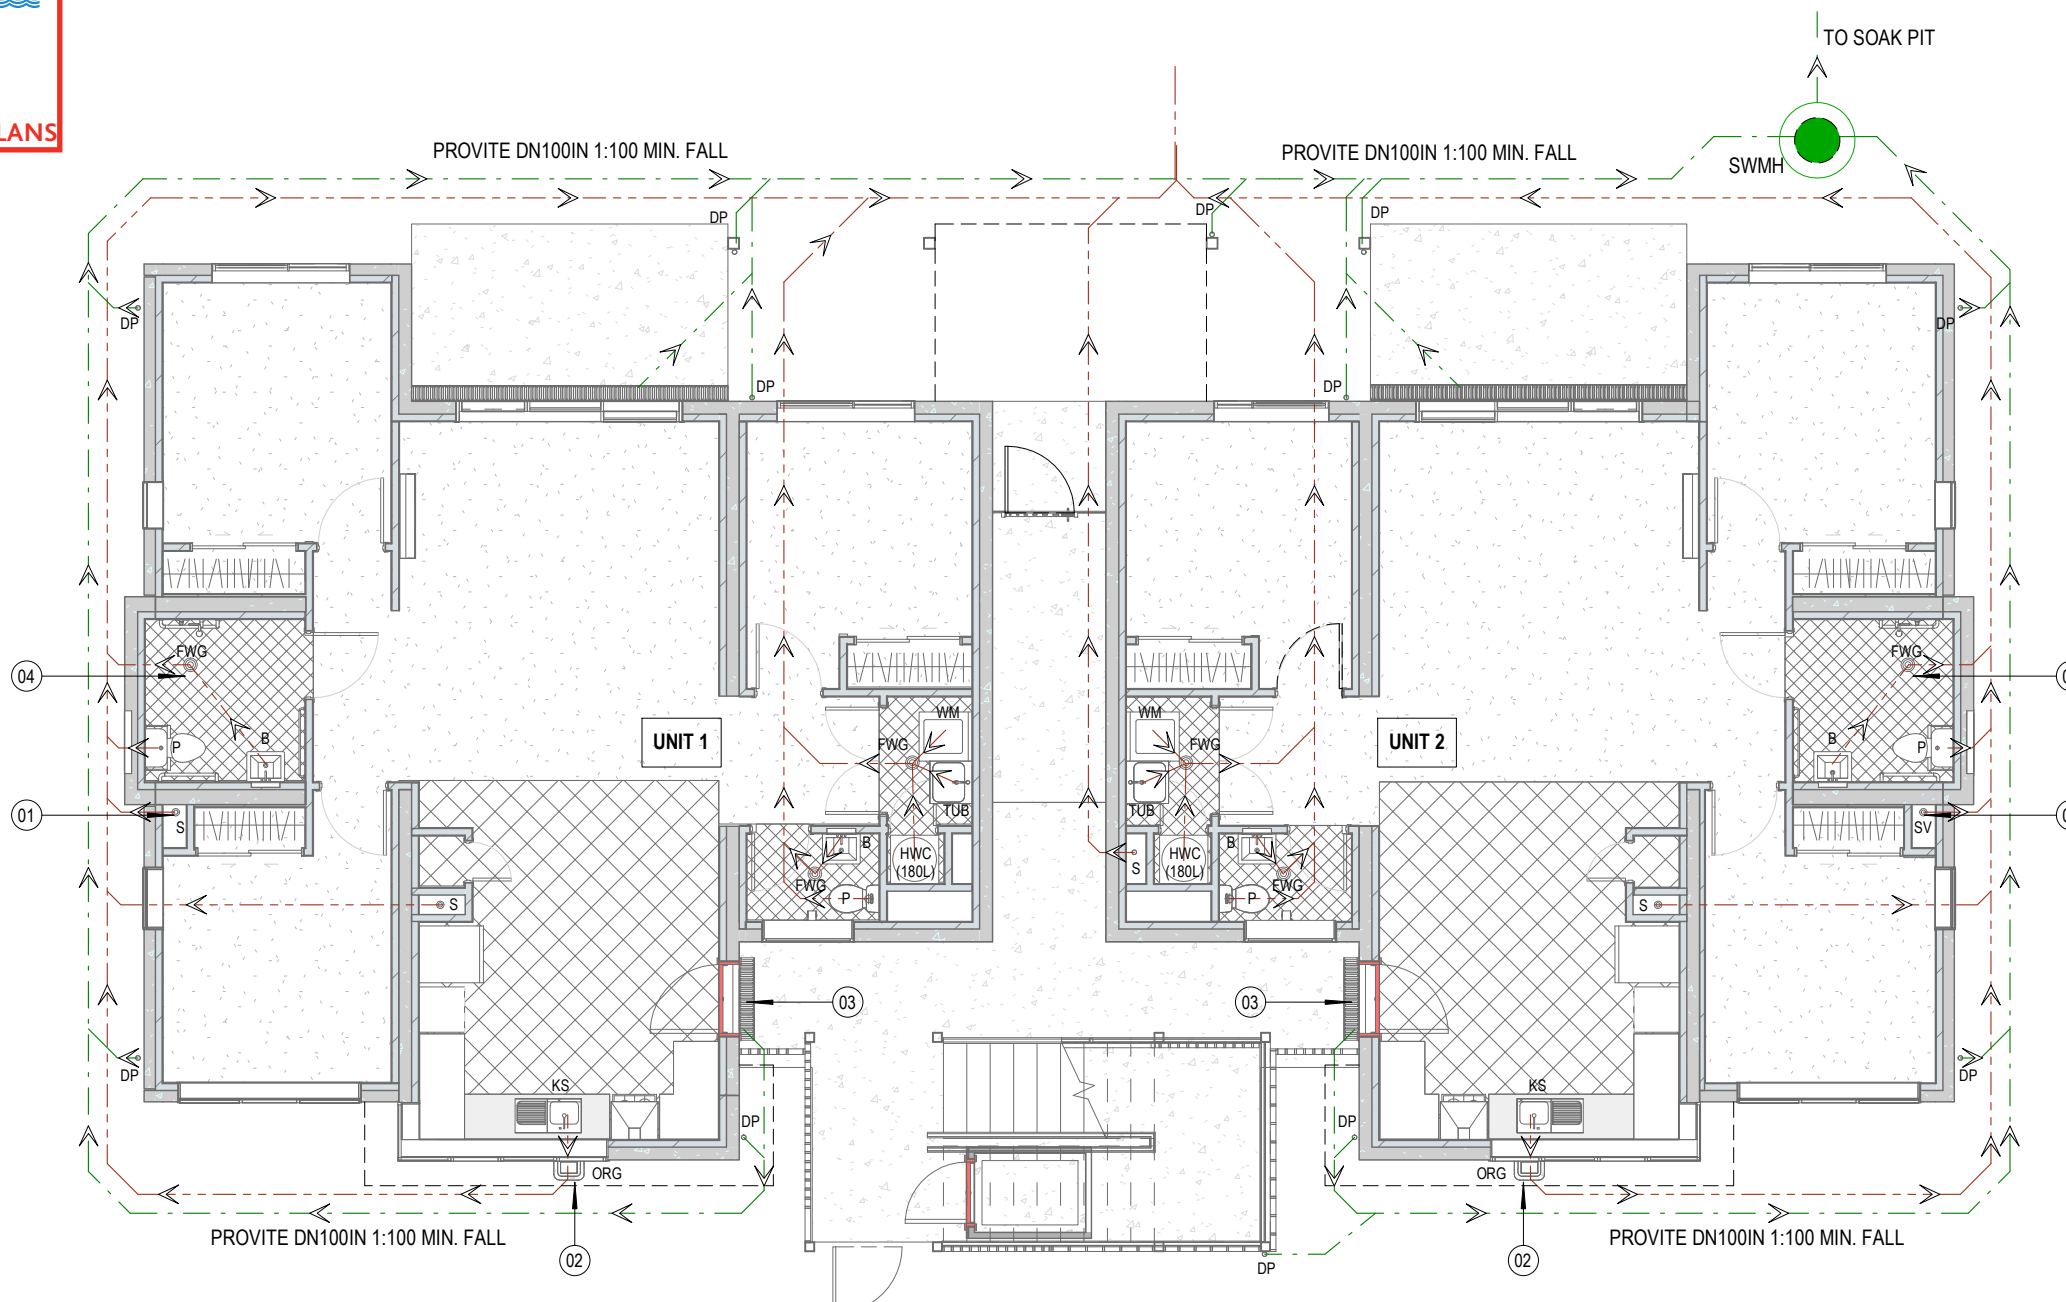 TO SOAK PIT
LANS
PROVITE DN100IN 1:100 MIN. FALL
PROVITE DN100IN 1:100 MIN. FALL
SWMH
DP
DP
DP
DP
DP
DP
DP
FWG
FWG
04
WM
WM
B
P
UNIT 1
FWG
FWG
UNIT 2
B
P
01
S
TUB
TUB
SV
B
HWC
(180L)
S
HWC
(180L)
B
FWG
FWG
S
P
P
S
03
03
DP
DP
KS
KS
DP
DP
ORG
ORG
PROVITE DN100IN 1:100 MIN. FALL
PROVITE DN100IN 1:100 MIN. FALL
02
02
DP